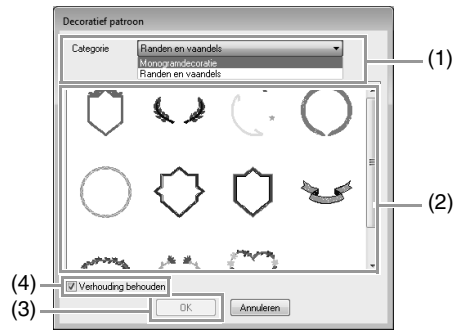 Decoratief patroon
Categorie
Randen en vaandels
(1)
Monogramdecoratie
Randen en vaandels
(2)
(4)
Verhouding behouden
(3)
OK
Annuleren